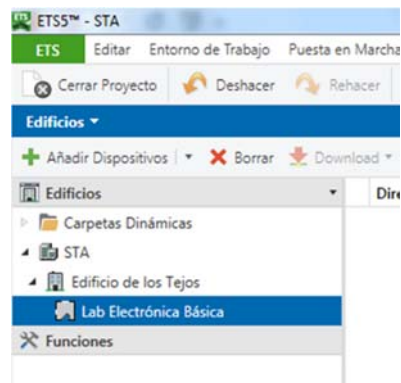 ETS5™ - STA
ETS Editar Entorno de Trabajo Puesta en Marcha
Cerrar Proyecto Deshacer Rehacer
Edificios
Añadir Dispositivos Borrar Download
Edificios
Carpetas Dinámicas
STA
Edificio de los Tejos
Lab Electrónica Básica
Funciones